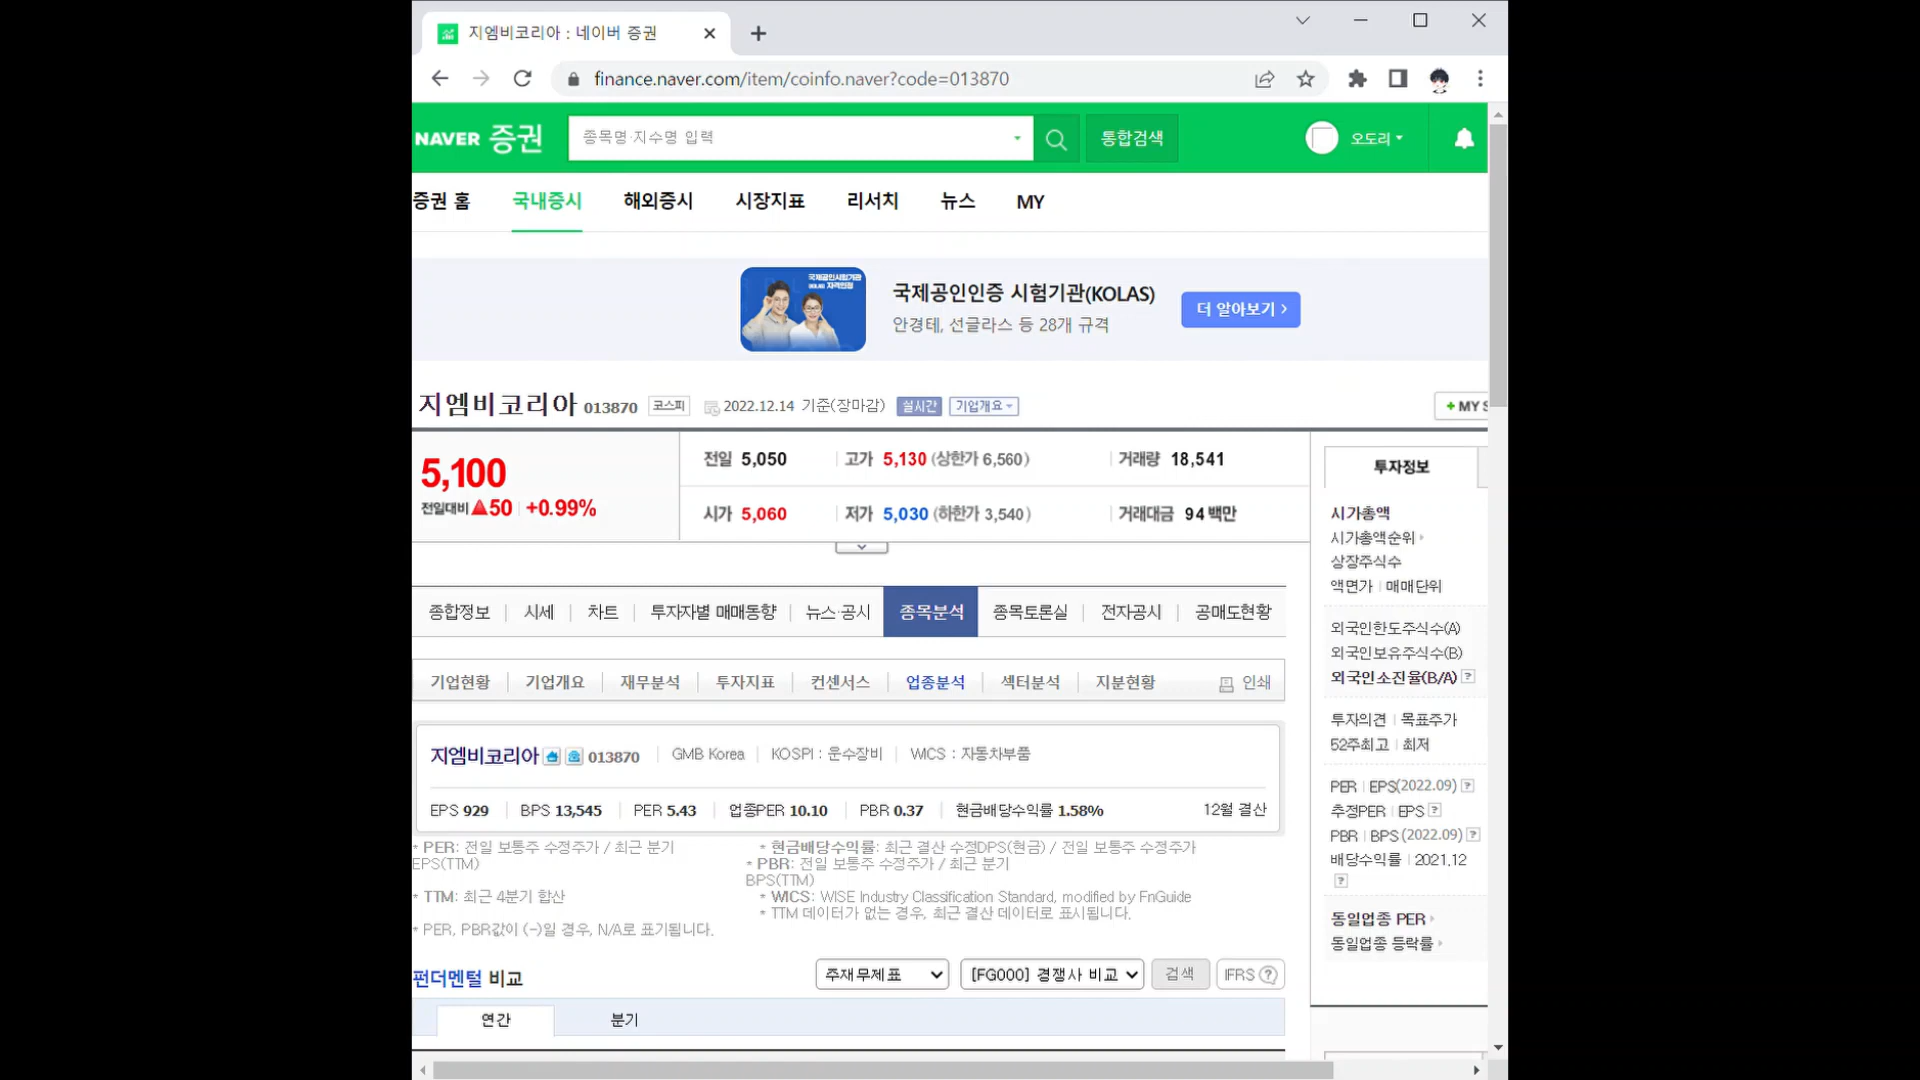 지엠비코리아 : 네이버 증권
finance.naver.com/item/coinfo.naver?code=013870
NAVER 증권 종목명·지수명 입력 통합검색 오도리
증권 홈 국내증시 해외증시 시장지표 리서치 뉴스 MY
국제공인시험기관
KOLAS 자격인정
국제공인인증 시험기관(KOLAS)
안경테, 선글라스 등 28개 규격
더 알아보기
지엠비코리아 013870 코스피 2022.12.14 기준(장마감) 실시간 기업개요
+ MY S
5,100
전일대비 ▲50 +0.99%
전일 5,050 고가 5,130 (상한가 6,560) 거래량 18,541
시가 5,060 저가 5,030 (하한가 3,540) 거래대금 94 백만
종합정보 시세 차트 투자자별 매매동향 뉴스·공시 종목분석 종목토론실 전자공시 공매도현황
기업현황 기업개요 재무분석 투자지표 컨센서스 업종분석 섹터분석 지분현황 인쇄
지엠비코리아 013870 GMB Korea KOSPI : 운수장비 WICS : 자동차부품
EPS 929 BPS 13,545 PER 5.43 업종PER 10.10 PBR 0.37 현금배당수익률 1.58% 12월 결산
* PER: 전일 보통주 수정주가 / 최근 분기
EPS(TTM)
* TTM: 최근 4분기 합산
* PER, PBR값이 (-)일 경우, N/A로 표기됩니다.
* 현금배당수익률: 최근 결산 수정DPS(현금) / 전일 보통주 수정주가
* PBR: 전일 보통주 수정주가 / 최근 분기
BPS(TTM)
* WICS: WISE Industry Classification Standard, modified by FnGuide
* TTM 데이터가 없는 경우, 최근 결산 데이터로 표시됩니다.
펀더멘털 비교 주재무제표 [FG000] 경쟁사 비교 검색 IFRS ?
연간 분기
투자정보
시가총액
시가총액순위
상장주식수
액면가 매매단위
외국인한도주식수(A)
외국인보유주식수(B)
외국인소진율(B/A) ?
투자의견 목표주가
52주최고 최저
PER EPS(2022.09) ?
추정PER EPS ?
PBR BPS (2022.09) ?
배당수익률 2021.12
?
동일업종 PER
동일업종 등락률